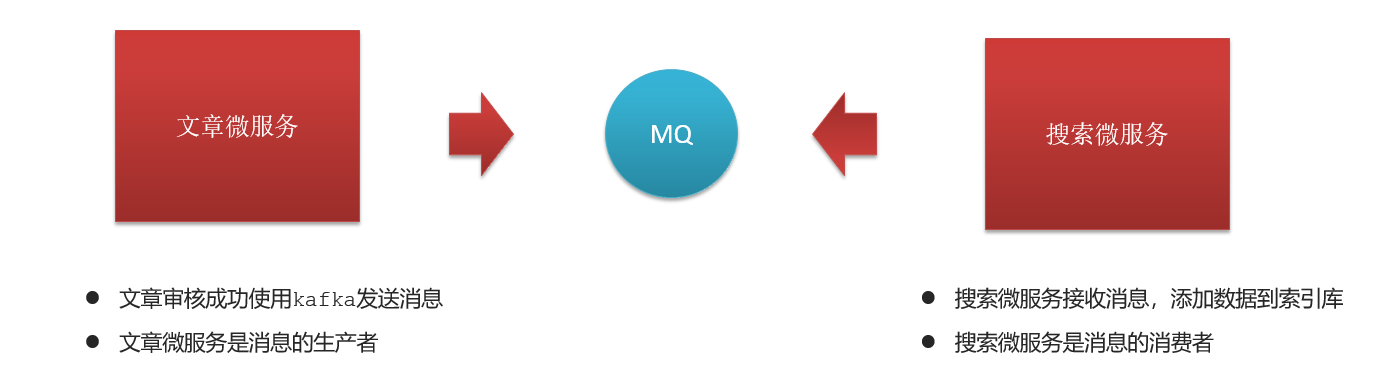 文章微服务
MQ
搜索微服务
文章审核成功使用kafka发送消息
文章微服务是消息的生产者
搜索微服务接收消息，添加数据到索引库
搜索微服务是消息的消费者